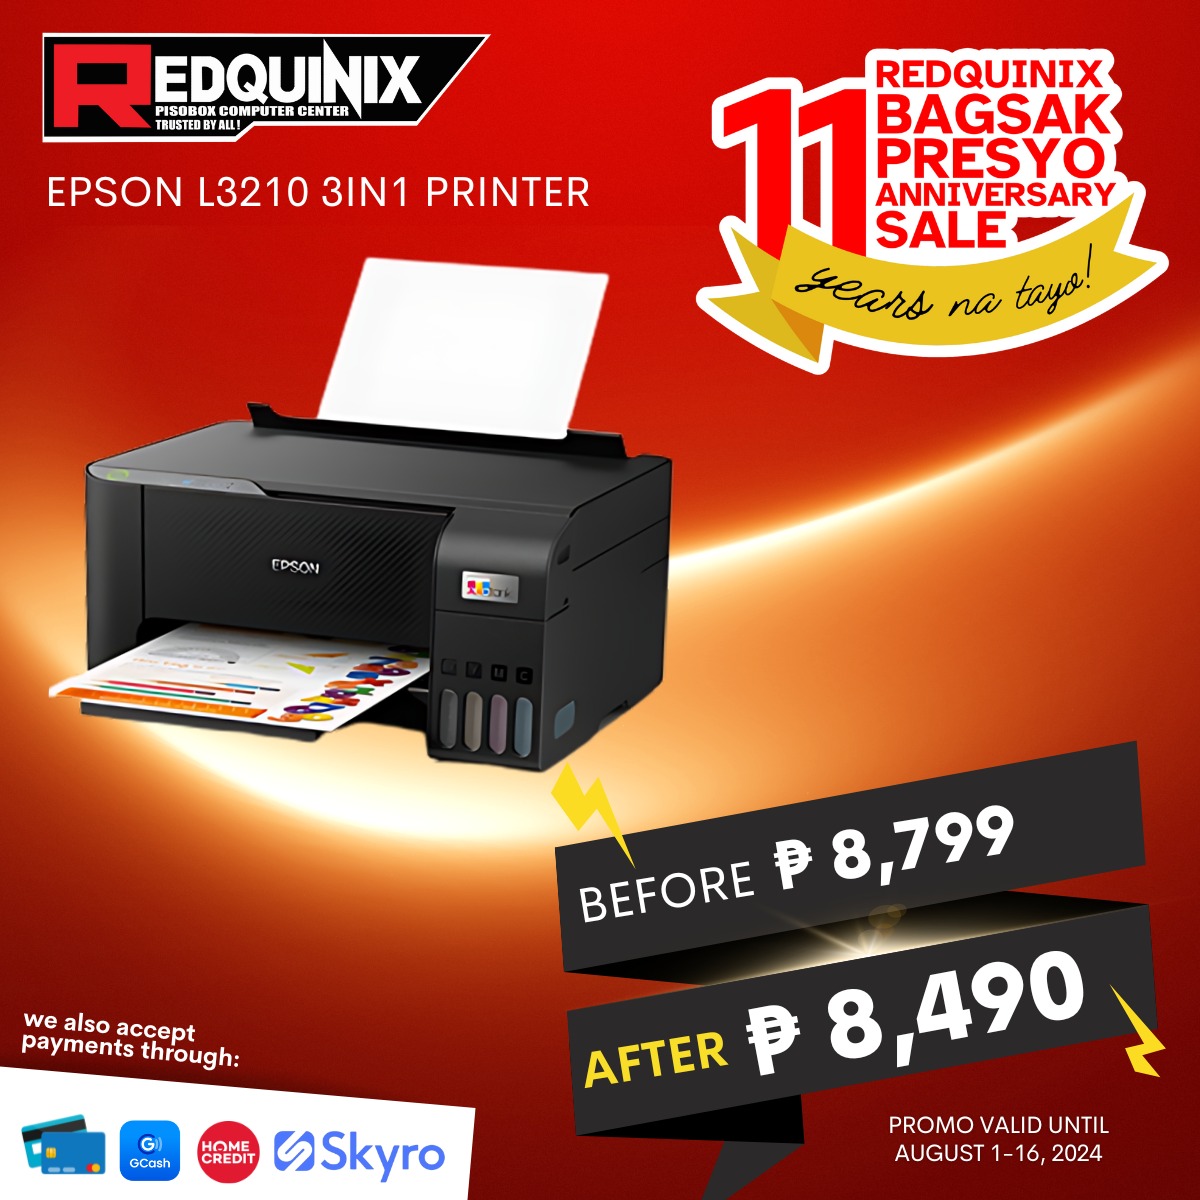 REDQUINIX
PISOBOX COMPUTER CENTER
TRUSTED BY ALL!
EPSON L3210 3IN1 PRINTER
11
REDQUINIX
BAGSAK
PRESYO
ANNIVERSARY
SALE
years na tayo!
EPSON
BEFORE ₱ 8,799
AFTER ₱ 8,490
we also accept
payments through:
GCash
HOME
CREDIT
Skyro
PROMO VALID UNTIL
AUGUST 1-16, 2024